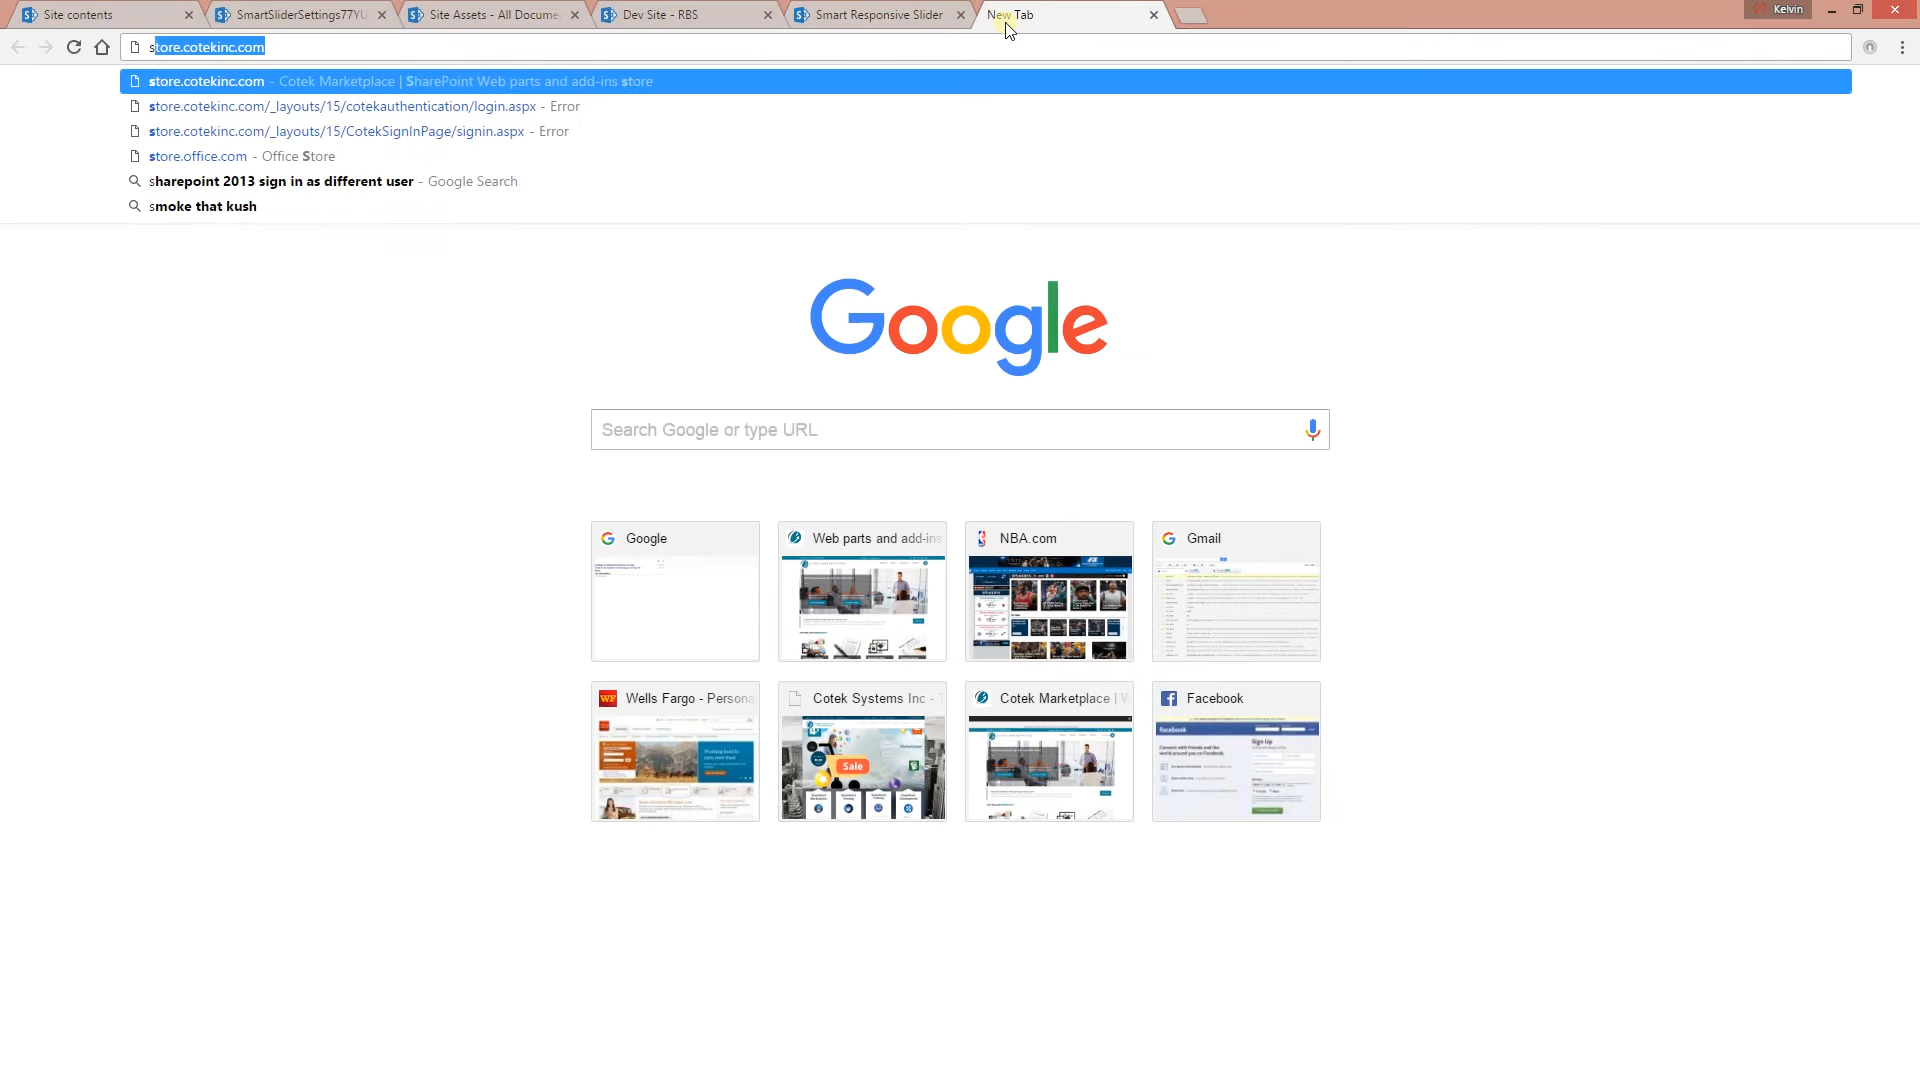 Site contents
SmartSliderSettings77YU
Site Assets - All Docume
Dev Site - RBS
Smart Responsive Slider
New Tab
Kelvin
store.cotekinc.com
store.cotekinc.com - Cotek Marketplace | SharePoint Web parts and add-ins store
store.cotekinc.com/_layouts/15/cotekauthentication/login.aspx - Error
store.cotekinc.com/_layouts/15/CotekSignInPage/signin.aspx - Error
store.office.com - Office Store
sharepoint 2013 sign in as different user - Google Search
smoke that kush
Google
Search Google or type URL
Google
Web parts and add-ins
NBA.com
Gmail
Wells Fargo - Persona
Cotek Systems Inc - T
Cotek Marketplace | W
Facebook
Sale
facebook
Sign Up